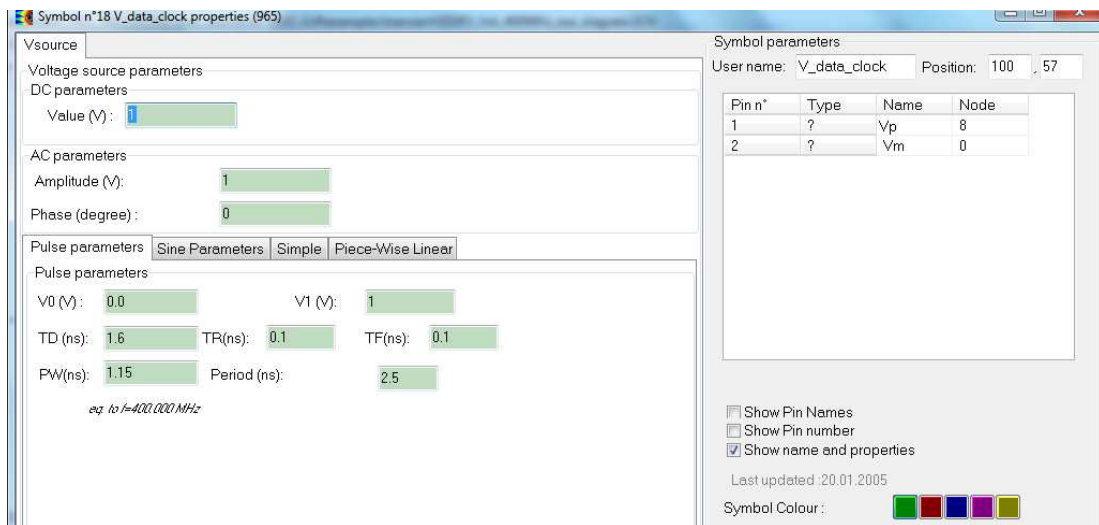 Symbol n°18 V_data_clock properties (965)
Vsource
Voltage source parameters
DC parameters
Value (V) : 1
AC parameters
Amplitude (V): 1
Phase (degree) : 0
Pulse parameters Sine Parameters Simple Piece-Wise Linear
Pulse parameters
V0 (V) : 0.0 V1 (V): 1
TD (ns): 1.6 TR(ns): 0.1 TF(ns): 0.1
PW(ns): 1.15 Period (ns): 2.5
eq. to f=400.000 MHz
Symbol parameters
User name: V_data_clock Position: 100 , 57
Pin n° Type Name Node
1 ? Vp 8
2 ? Vm 0
Show Pin Names
Show Pin number
Show name and properties
Last updated :20.01.2005
Symbol Colour :